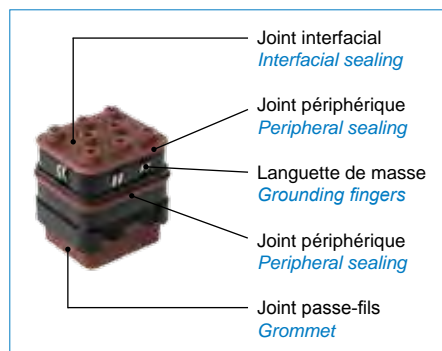 Joint interfacial
Interfacial sealing
Joint périphérique
Peripheral sealing
Languette de masse
Grounding fingers
Joint périphérique
Peripheral sealing
Joint passe-fils
Grommet